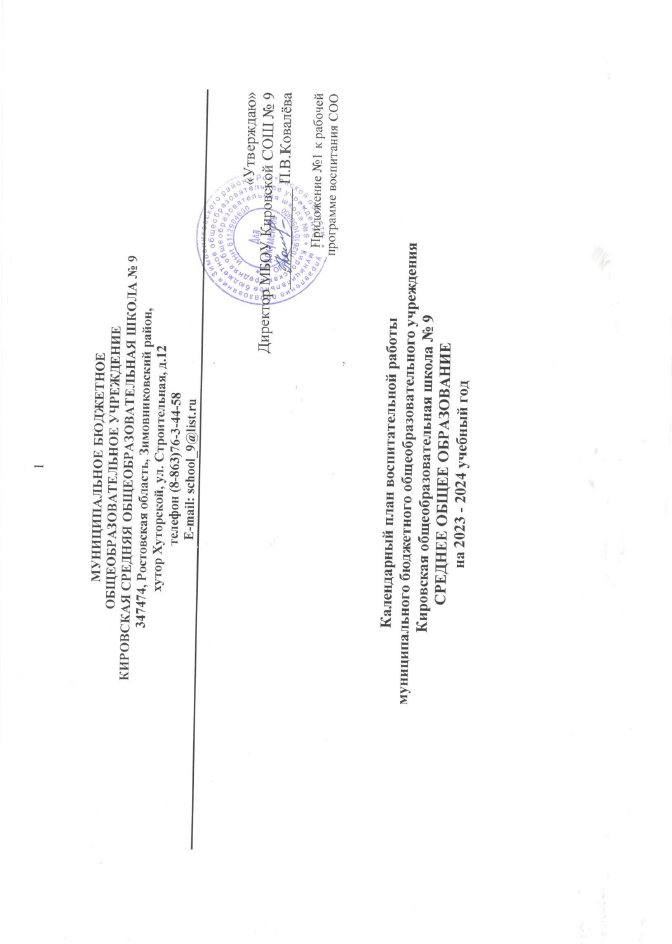 1
МУНИЦИПАЛЬНОЕ БЮДЖЕТНОЕ
ОБЩЕОБРАЗОВАТЕЛЬНОЕ УЧРЕЖДЕНИЕ
КИРОВСКАЯ СРЕДНЯЯ ОБЩЕОБРАЗОВАТЕЛЬНАЯ ШКОЛА № 9
347474, Ростовская область, Зимовниковский район,
хутор Хуторской, ул. Строительная, д.12
телефон (8-863)76-3-44-58
E-mail: school_9@list.ru
«Утверждаю»
Директор МБОУ Кировской СОШ № 9
П.В.Ковалёва
Приложение №1 к рабочей
программе воспитания СОО
Календарный план воспитательной работы
муниципального бюджетного общеобразовательного учреждения
Кировская общеобразовательная школа № 9
СРЕДНЕЕ ОБЩЕЕ ОБРАЗОВАНИЕ
на 2023 - 2024 учебный год